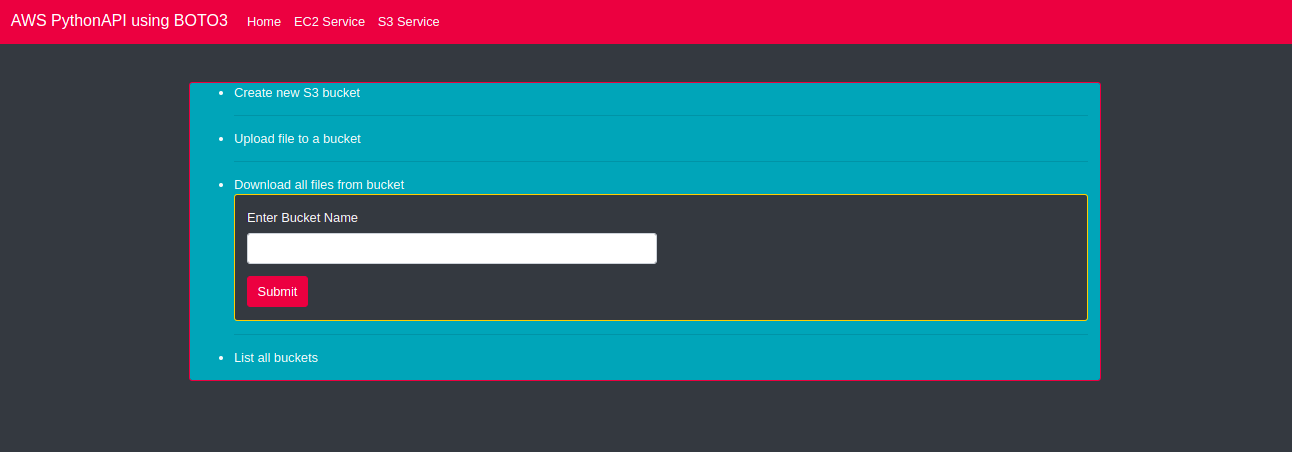 AWS PythonAPI using BOTO3 Home EC2 Service S3 Service
Create new S3 bucket
Upload file to a bucket
Download all files from bucket
Enter Bucket Name
Submit
List all buckets